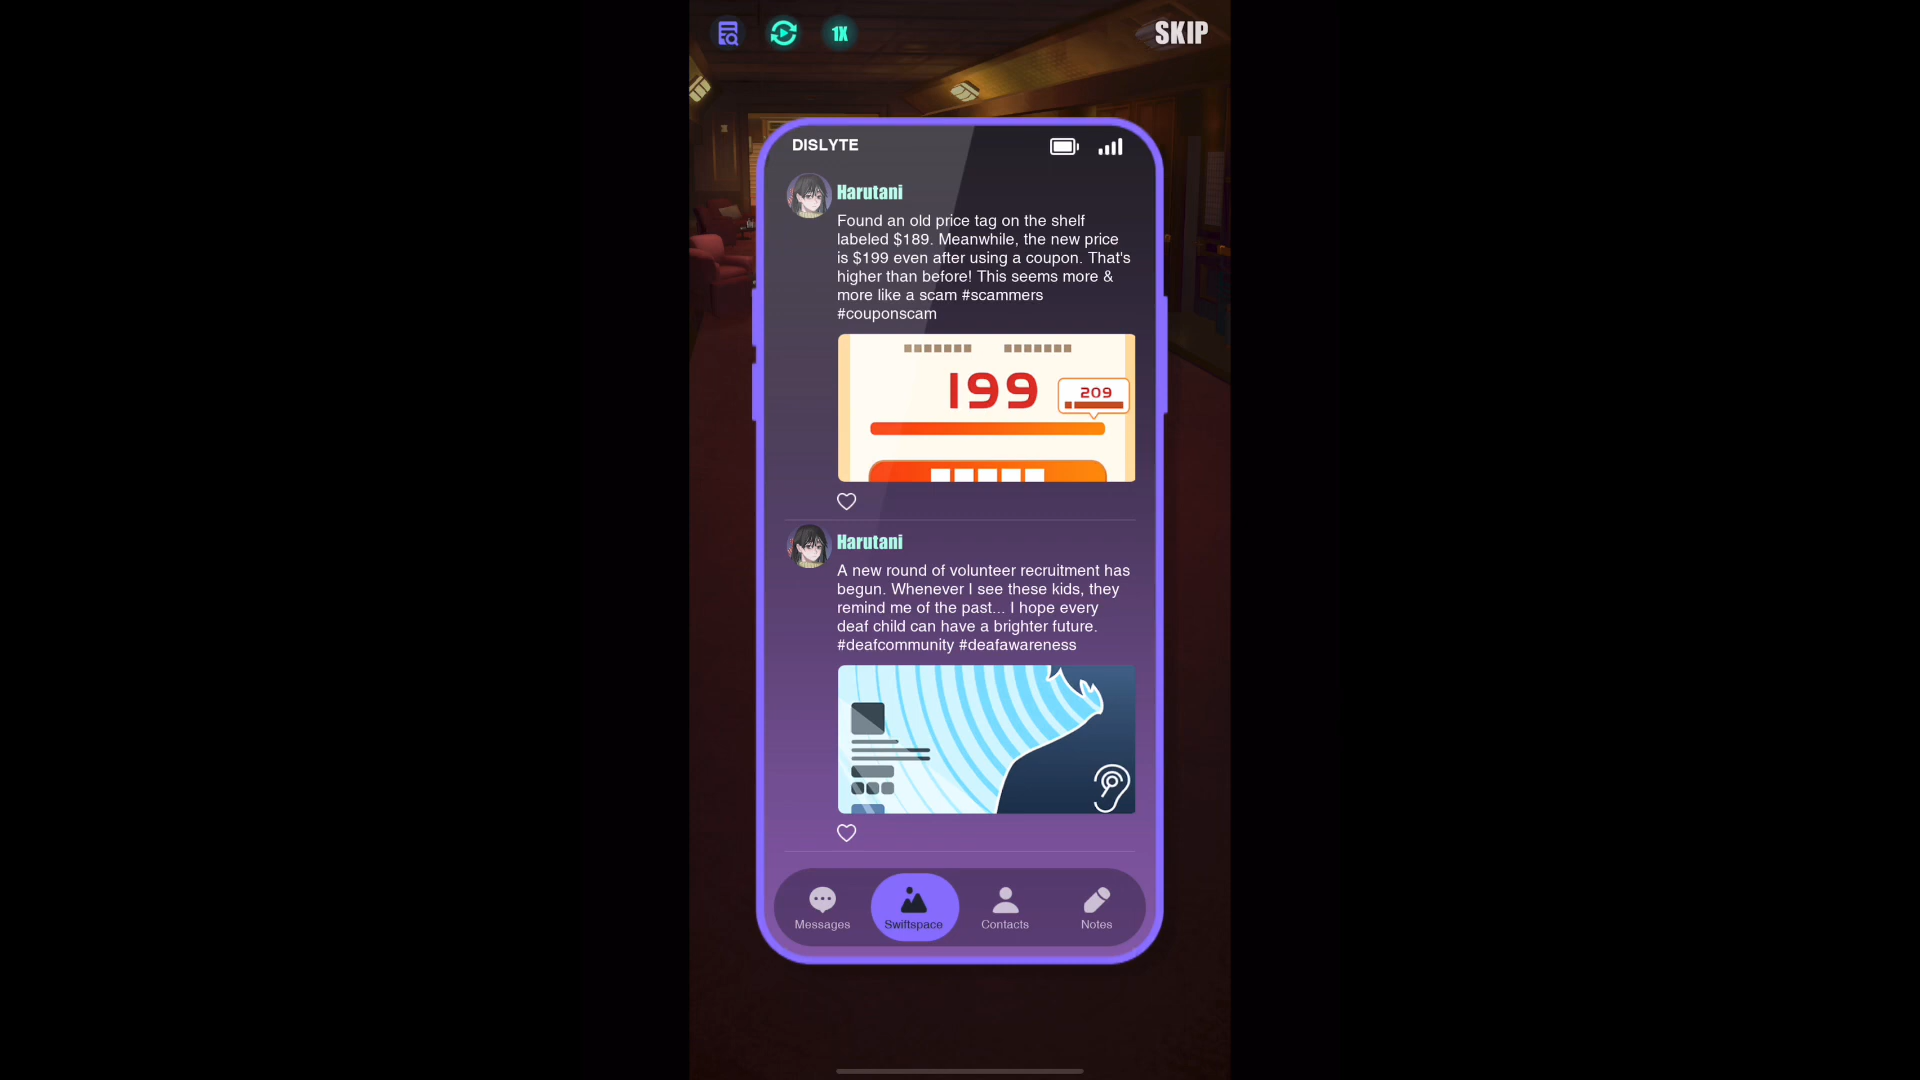 1X
SKIP
DISLYTE
Harutani
Found an old price tag on the shelf
labeled $189. Meanwhile, the new price
is $199 even after using a coupon. That's
higher than before! This seems more &
more like a scam #scammers
#couponscam
199
209
Harutani
A new round of volunteer recruitment has
begun. Whenever I see these kids, they
remind me of the past... I hope every
deaf child can have a brighter future.
#deafcommunity #deafawareness
Messages
Swiftspace
Contacts
Notes